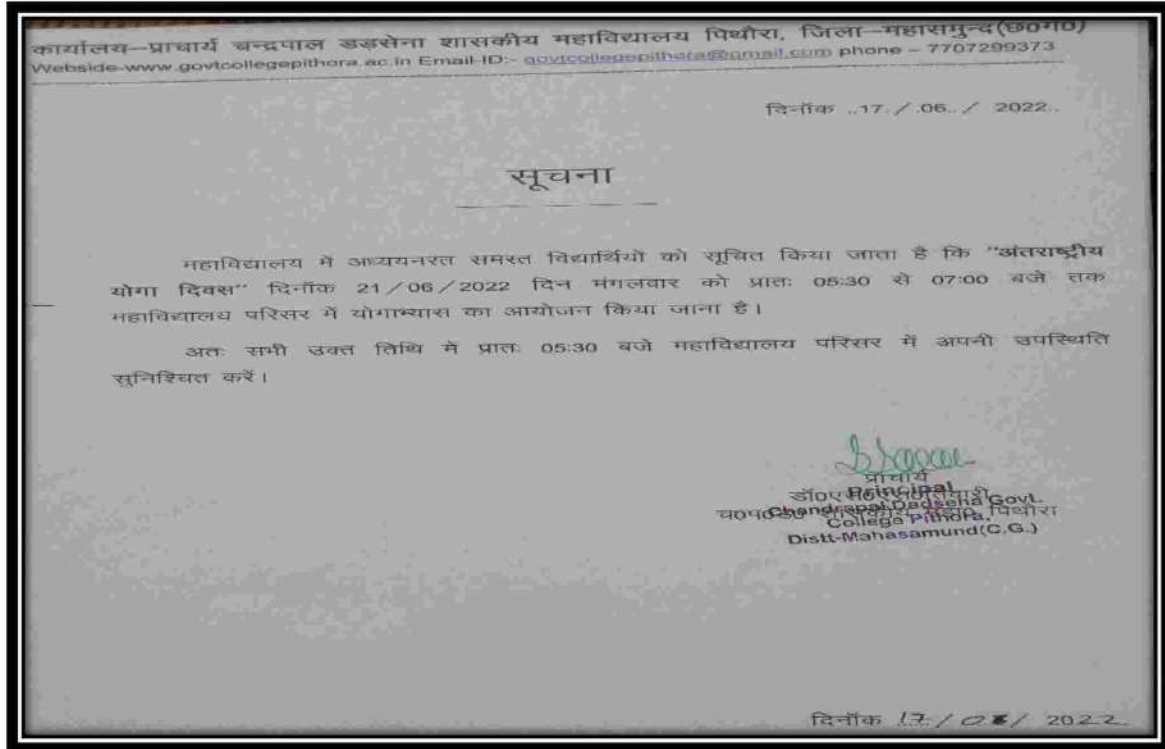 कार्यालय–प्राचार्य चन्द्रपाल डड़सेना शासकीय महाविद्यालय पिथौरा, जिला–महासमुन्द(छ०ग०)
Webside-www.govtcollegepithora.ac.in Email-ID:- govtcollegepithora@gmail.com phone – 7707299373
दिनॉक ..17./.06../ 2022..
सूचना
महाविद्यालय में अध्ययनरत समस्त विद्यार्थियों को सूचित किया जाता है कि "अंतराष्ट्रीय
योगा दिवस" दिनॉक 21/06/2022 दिन मंगलवार को प्रातः 05:30 से 07:00 बजे तक
महाविद्यालय परिसर में योगाभ्यास का आयोजन किया जाना है।
अतः सभी उक्त तिथि में प्रातः 05:30 बजे महाविद्यालय परिसर में अपनी उपस्थिति
सुनिश्चित करें।
प्राचार्य
Principal
Chandrapal Dadsena Govt.
पिथौरा
College Pithora,
Distt-Mahasamund(C.G.)
दिनॉक 17/ / 2022